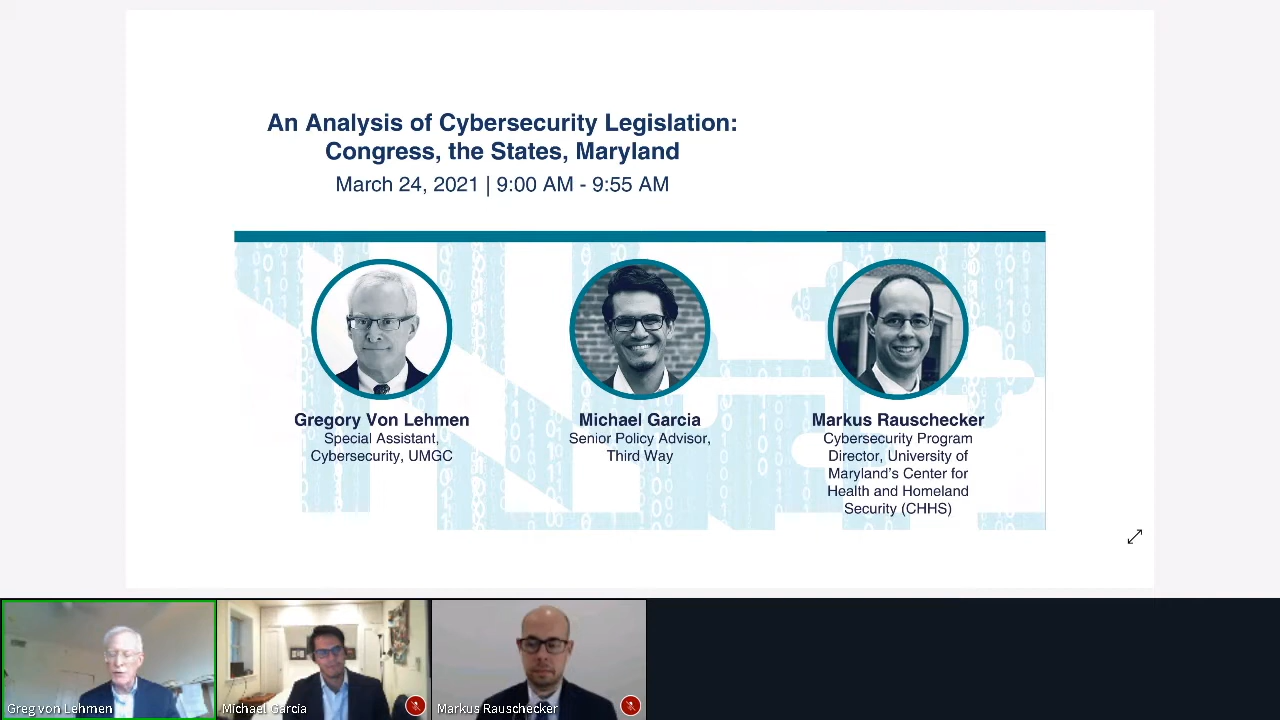 An Analysis of Cybersecurity Legislation:
Congress, the States, Maryland
March 24, 2021 | 9:00 AM - 9:55 AM
Gregory Von Lehmen
Special Assistant,
Cybersecurity, UMGC
Michael Garcia
Senior Policy Advisor,
Third Way
Markus Rauschecker
Cybersecurity Program
Director, University of
Maryland's Center for
Health and Homeland
Security (CHHS)
Greg von Lehmen
Michael Garcia
Markus Rauschecker